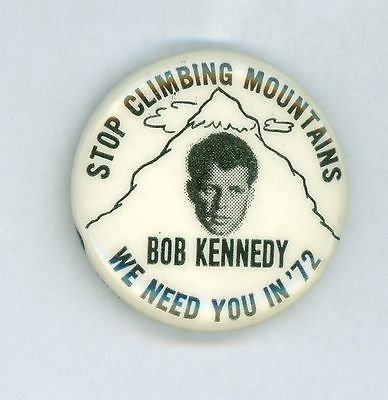 STOP CLIMBING MOUNTAINS
BOB KENNEDY
WE NEED YOU IN '72